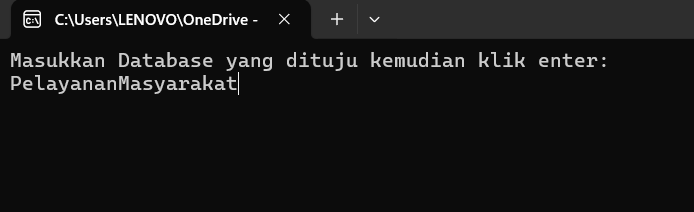 C:\Users\LENOVO\OneDrive -
Masukkan Database yang dituju kemudian klik enter:
PelayananMasyarakat